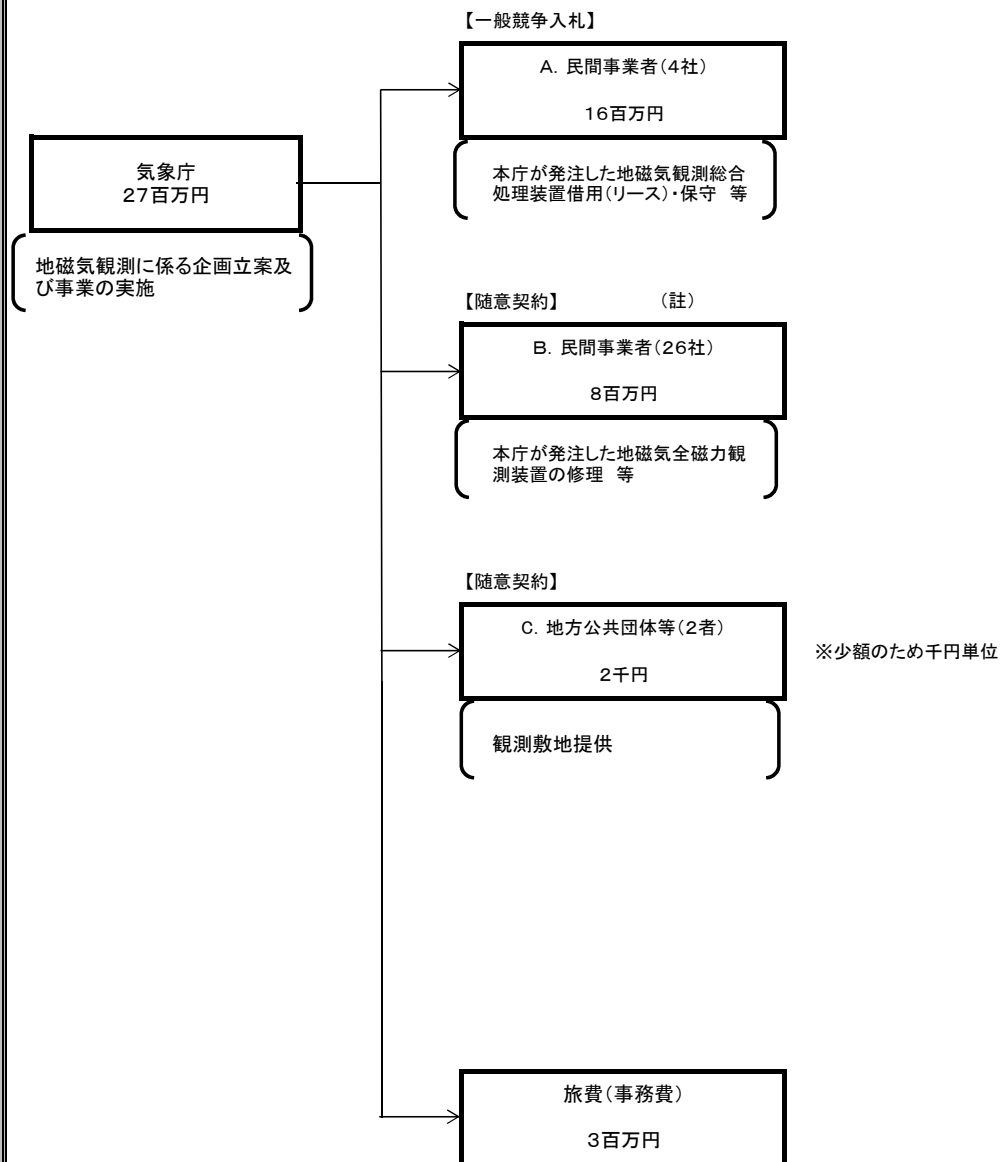 【一般競争入札】
A．民間事業者（4社）
16百万円
本庁が発注した地磁気観測総合
処理装置借用（リース）・保守　等
気象庁
27百万円
地磁気観測に係る企画立案及
び事業の実施
【随意契約】　（註）
B．民間事業者（26社）
8百万円
本庁が発注した地磁気全磁力観
測装置の修理　等
【随意契約】
C．地方公共団体等（2者）
2千円
※少額のため千円単位
観測敷地提供
旅費（事務費）
3百万円